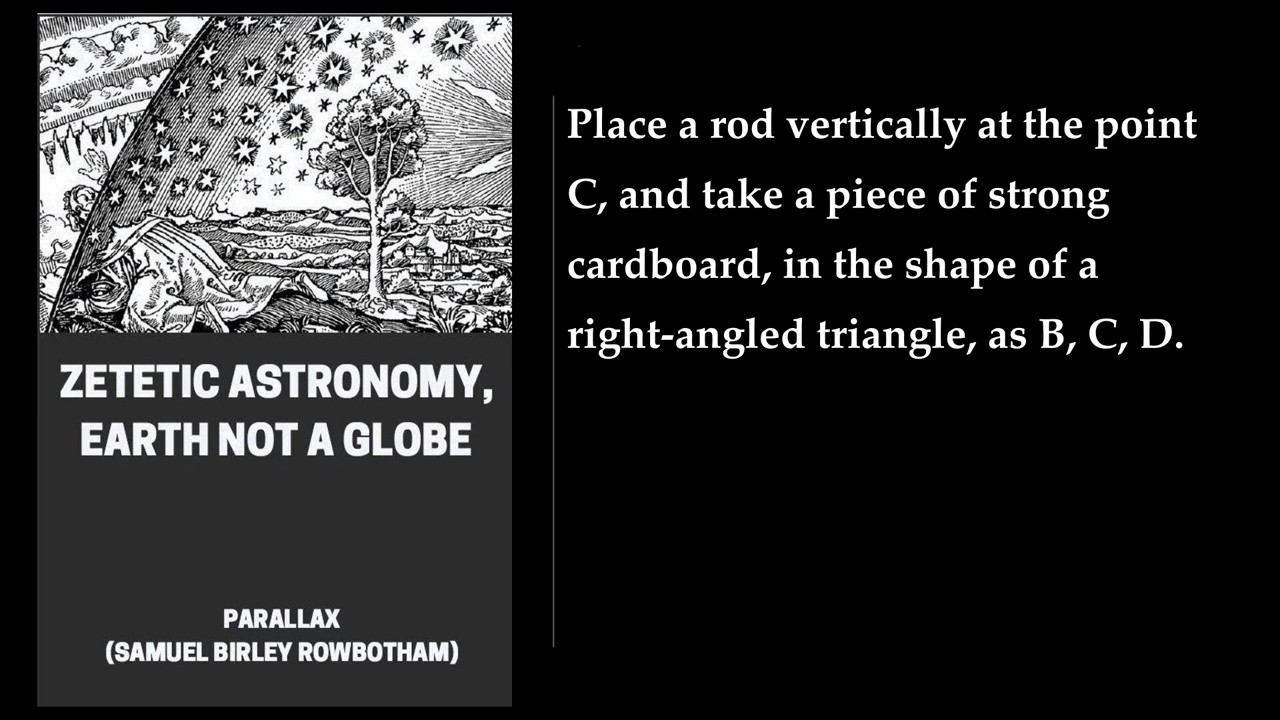 ZETETIC ASTRONOMY,
EARTH NOT A GLOBE
PARALLAX
(SAMUEL BIRLEY ROWBOTHAM)
Place a rod vertically at the point
C, and take a piece of strong
cardboard, in the shape of a
right-angled triangle, as B, C, D.